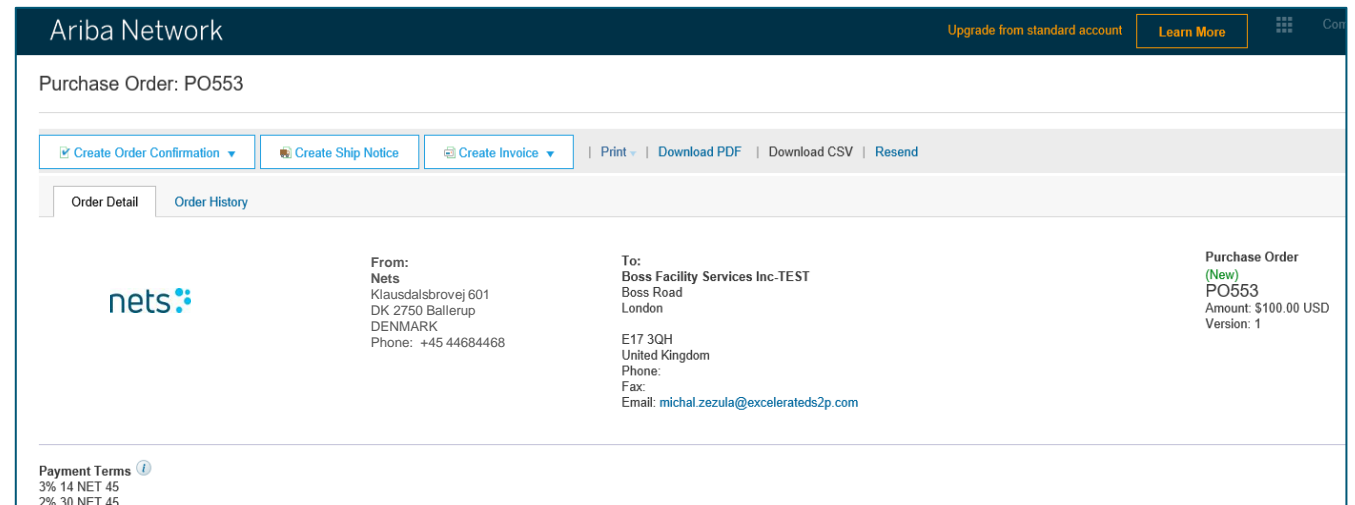 Ariba Network
Upgrade from standard account
Learn More
Purchase Order: PO553
Create Order Confirmation
Create Ship Notice
Create Invoice
| Print | Download PDF | Download CSV | Resend
Order Detail
Order History
nets
From:
Nets
Klausdalsbrovej 601
DK 2750 Ballerup
DENMARK
Phone: +45 44684468
To:
Boss Facility Services Inc-TEST
Boss Road
London
E17 3QH
United Kingdom
Phone:
Fax:
Email: michal.zezula@excelerateds2p.com
Purchase Order
(New)
PO553
Amount: $100.00 USD
Version: 1
Payment Terms
3% 14 NET 45
2% 30 NET 45